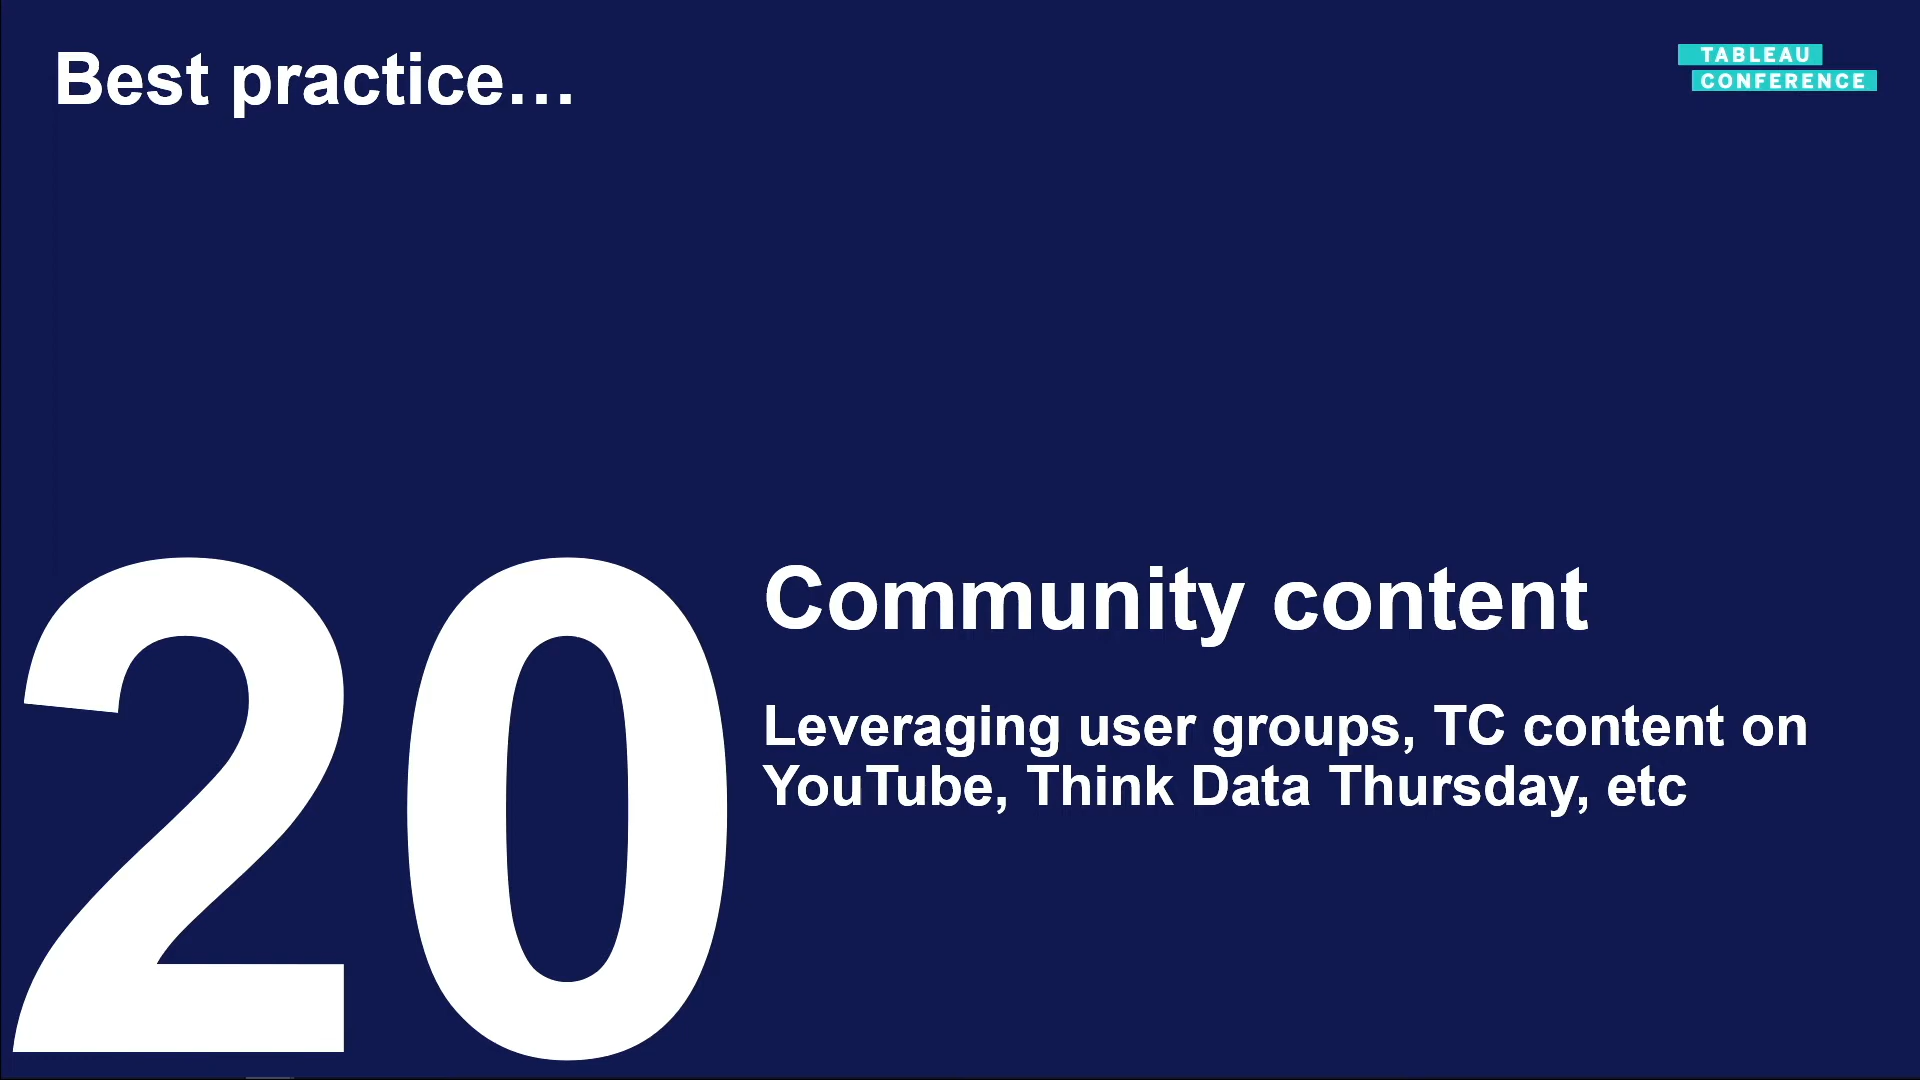 Best practice…
TABLEAU
CONFERENCE
20
Community content
Leveraging user groups, TC content on
YouTube, Think Data Thursday, etc